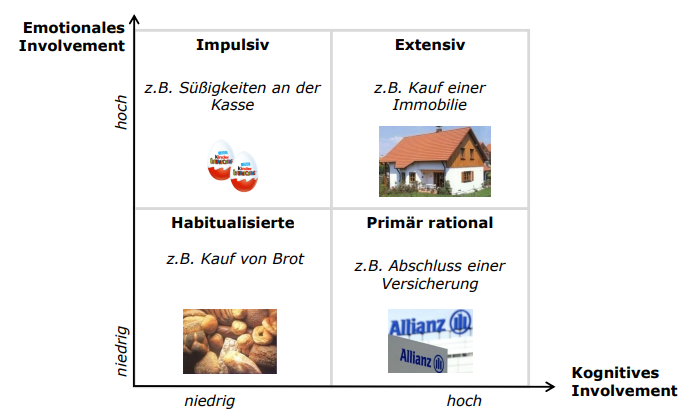 Emotionales
Involvement
hoch
niedrig
Impulsiv
z.B. Süßigkeiten an der
Kasse
Kinder
Extensiv
z.B. Kauf einer
Immobilie
Habitualisierte
z.B. Kauf von Brot
Primär rational
z.B. Abschluss einer
Versicherung
Allianz
Allianz
niedrig
hoch
Kognitives
Involvement